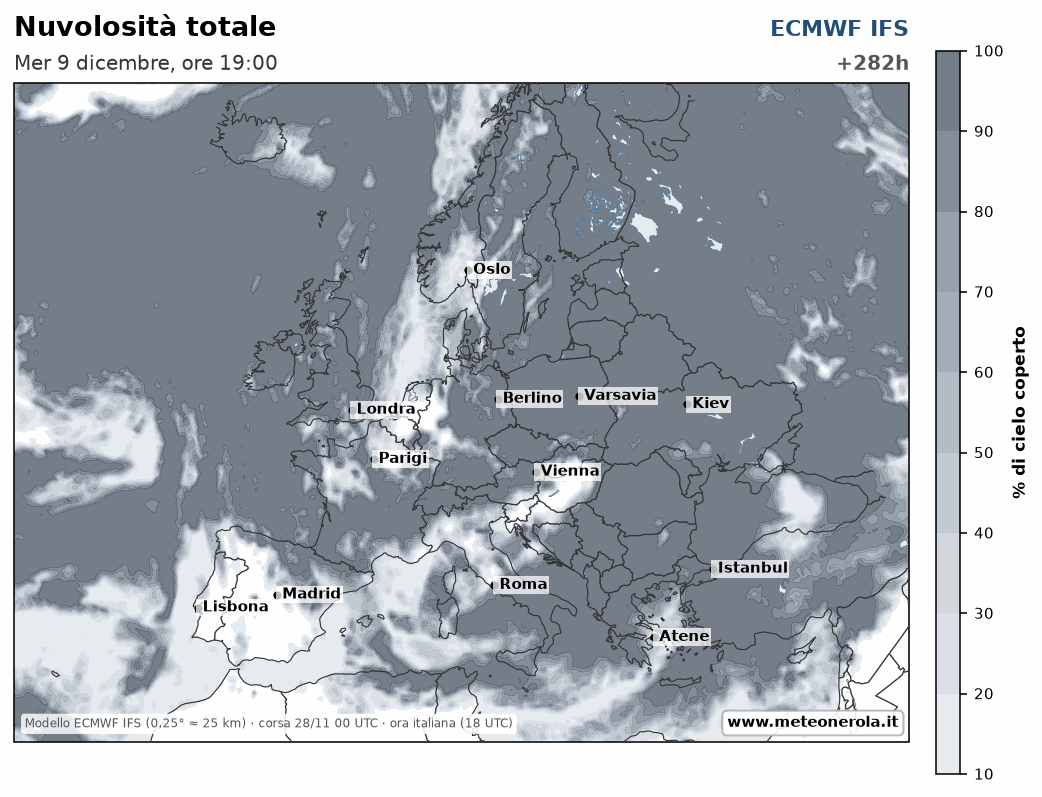 Nuvolosità totale
ECMWF IFS
Mer 9 dicembre, ore 19:00
+282h
Oslo
Londra
Berlino
Varsavia
Kiev
Parigi
Vienna
Istanbul
Roma
Madrid
Lisbona
Atene
Modello ECMWF IFS (0,25° ≈ 25 km) · corsa 28/11 00 UTC · ora italiana (18 UTC)
www.meteonerola.it
100
90
80
70
60
50
40
30
20
10
% di cielo coperto